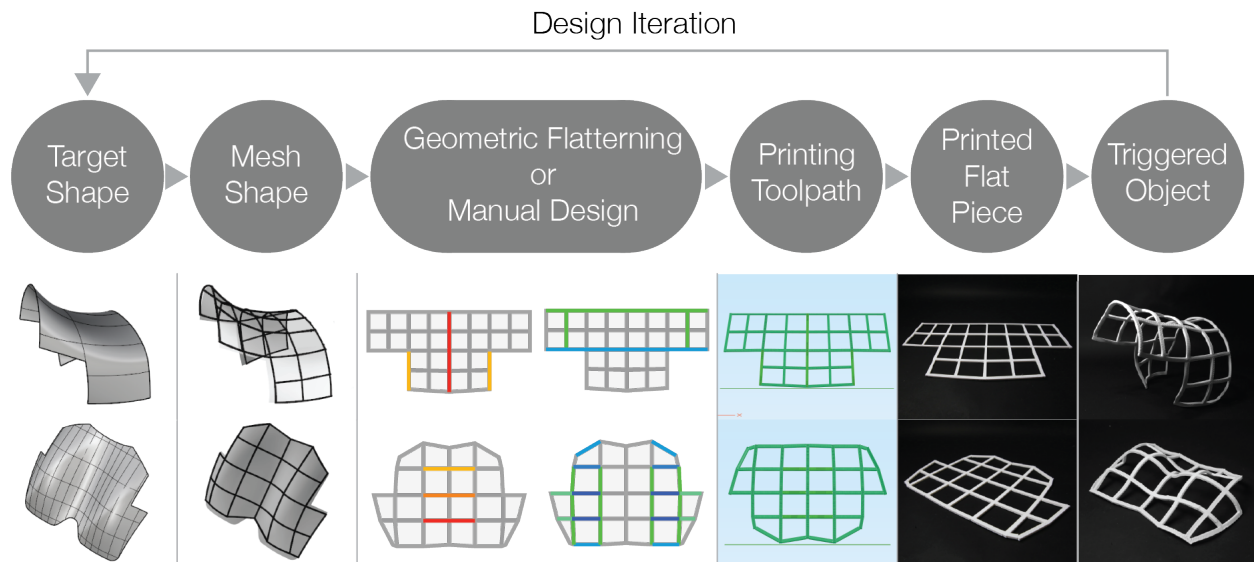 Design Iteration
Target
Shape
Mesh
Shape
Geometric Flatterning
or
Manual Design
Printing
Toolpath
Printed
Flat
Piece
Triggered
Object